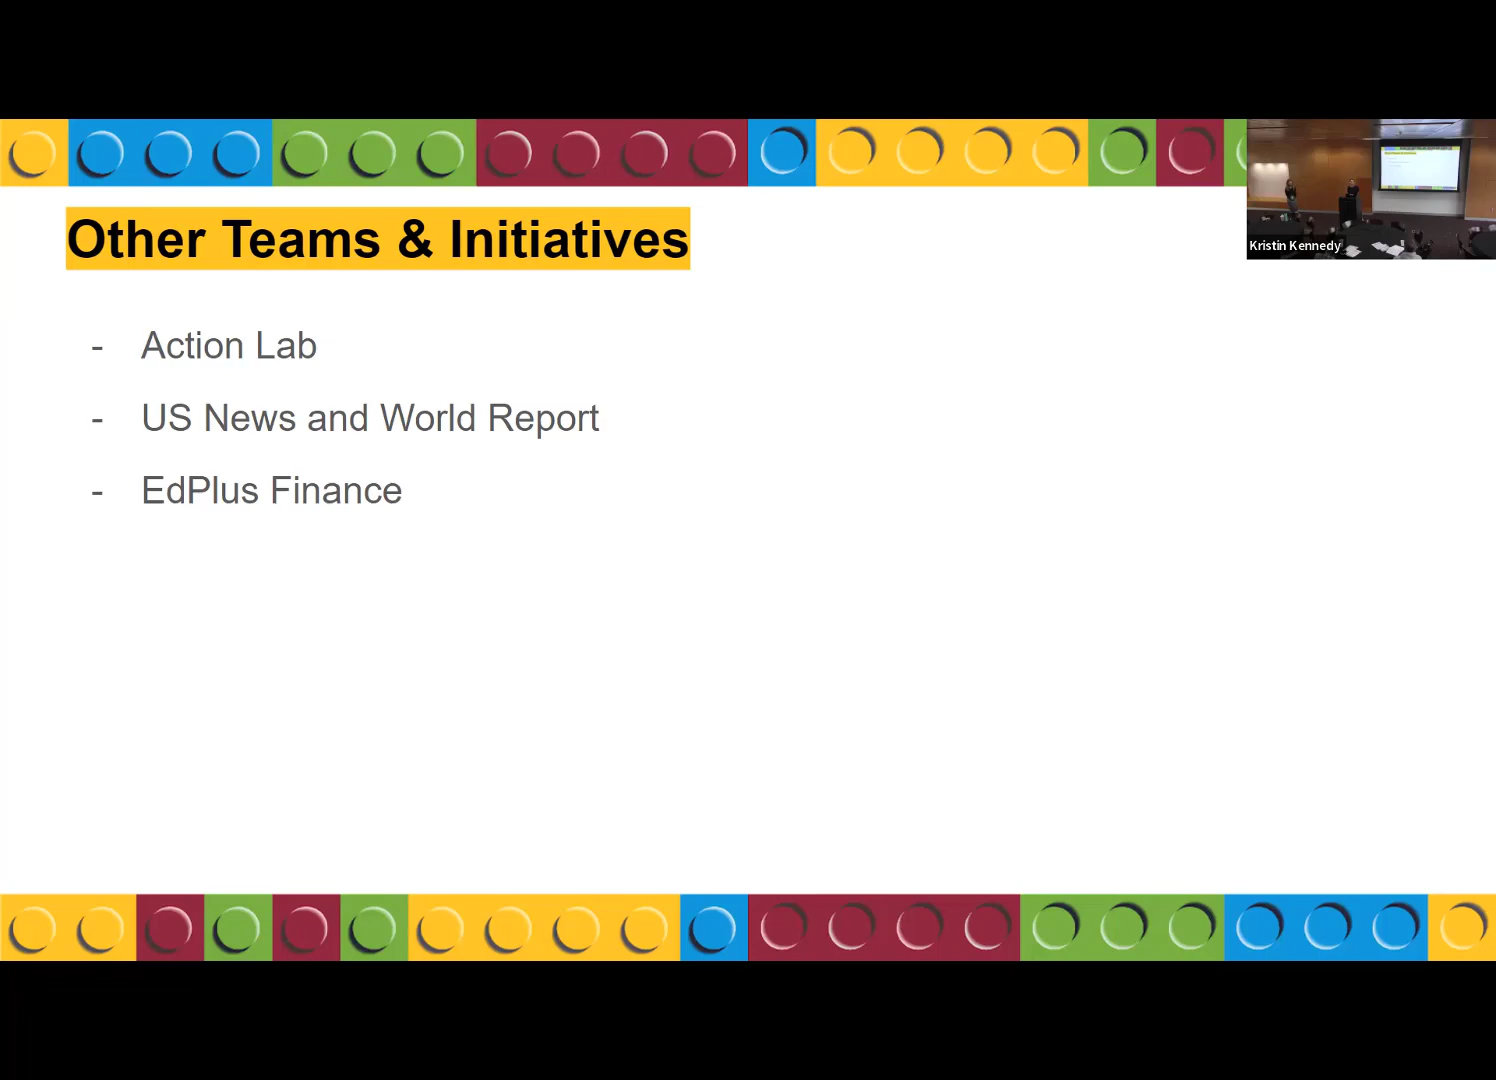 Other Teams & Initiatives
Kristin Kennedy
- Action Lab
- US News and World Report
- EdPlus Finance